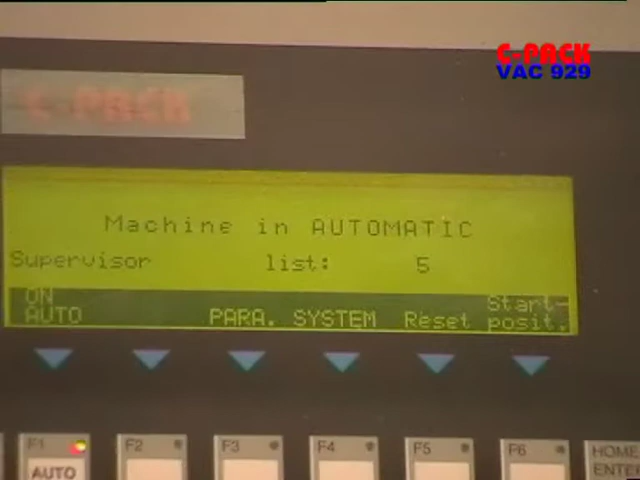 C-PACK
VAC 929
C-PACK
Machine in AUTOMATIC
Supervisor list: 5
ON Start-
AUTO PARA. SYSTEM Reset posit.
F1 F2 F3 F4 F5 F6 HOME
AUTO ENTER